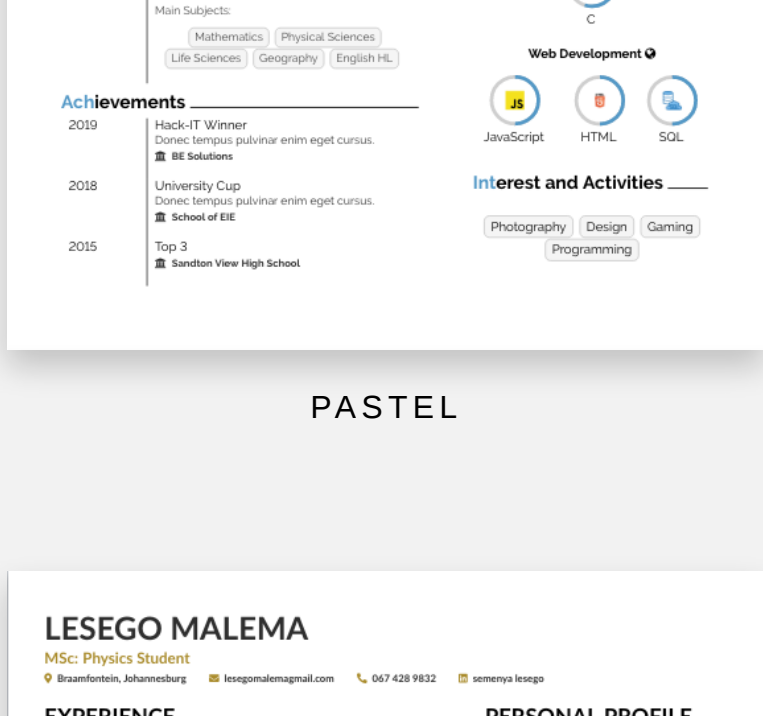 Main Subjects:
Mathematics Physical Sciences
Life Sciences Geography English HL
Achievements
2019 Hack-IT Winner
Donec tempus pulvinar enim eget cursus.
BE Solutions
2018 University Cup
Donec tempus pulvinar enim eget cursus.
School of EIE
2015 Top 3
Sandton View High School
C
Web Development
JS
JavaScript HTML SQL
Interest and Activities
Photography Design Gaming
Programming
PASTEL
LESEGO MALEMA
MSc: Physics Student
Braamfontein, Johannesburg lesegomalemagmail.com 067 428 9832 semenya lesego
EXPERIENCE PERSONAL PROFILE